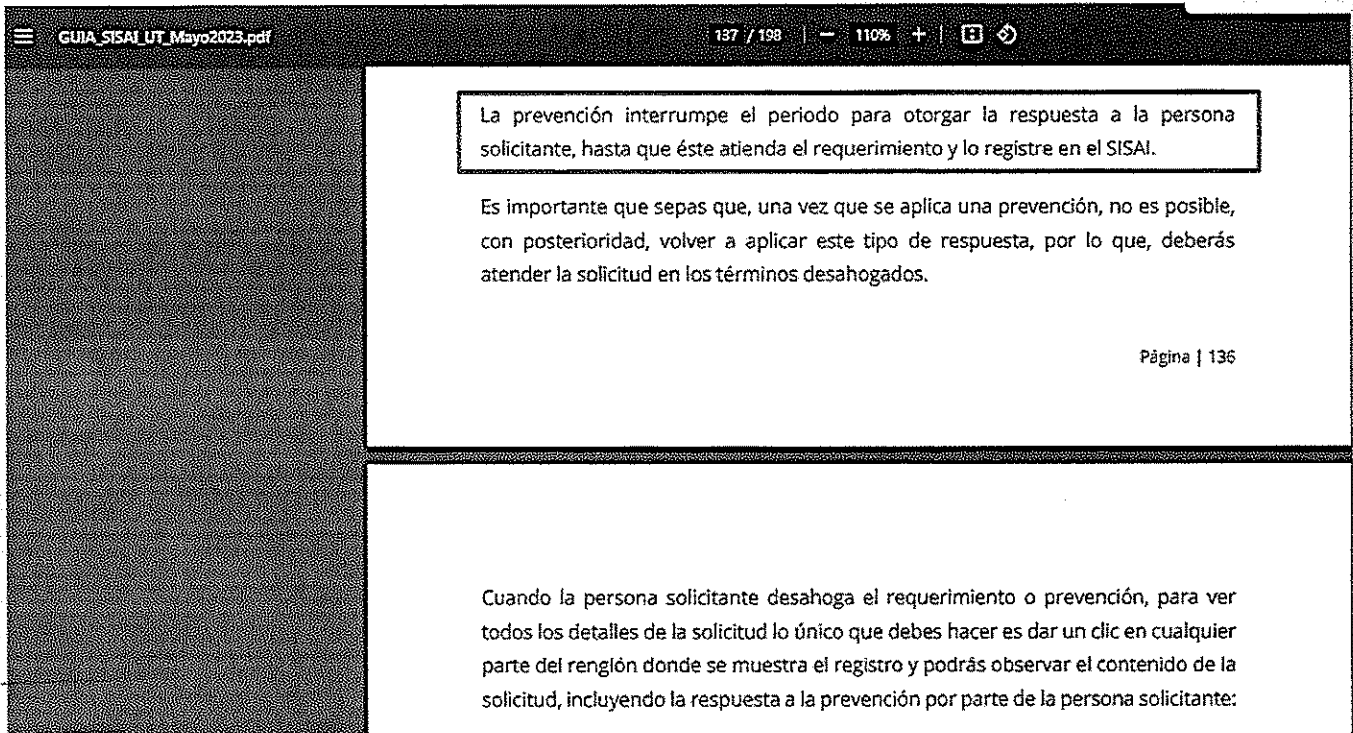 GUIA_SISAI_UT_Mayo2023.pdf
137 / 198 | − 110% + |
La prevención interrumpe el periodo para otorgar la respuesta a la persona
solicitante, hasta que éste atienda el requerimiento y lo registre en el SISAI.
Es importante que sepas que, una vez que se aplica una prevención, no es posible,
con posterioridad, volver a aplicar este tipo de respuesta, por lo que, deberás
atender la solicitud en los términos desahogados.
Página | 136
Cuando la persona solicitante desahoga el requerimiento o prevención, para ver
todos los detalles de la solicitud lo único que debes hacer es dar un clic en cualquier
parte del renglón donde se muestra el registro y podrás observar el contenido de la
solicitud, incluyendo la respuesta a la prevención por parte de la persona solicitante: